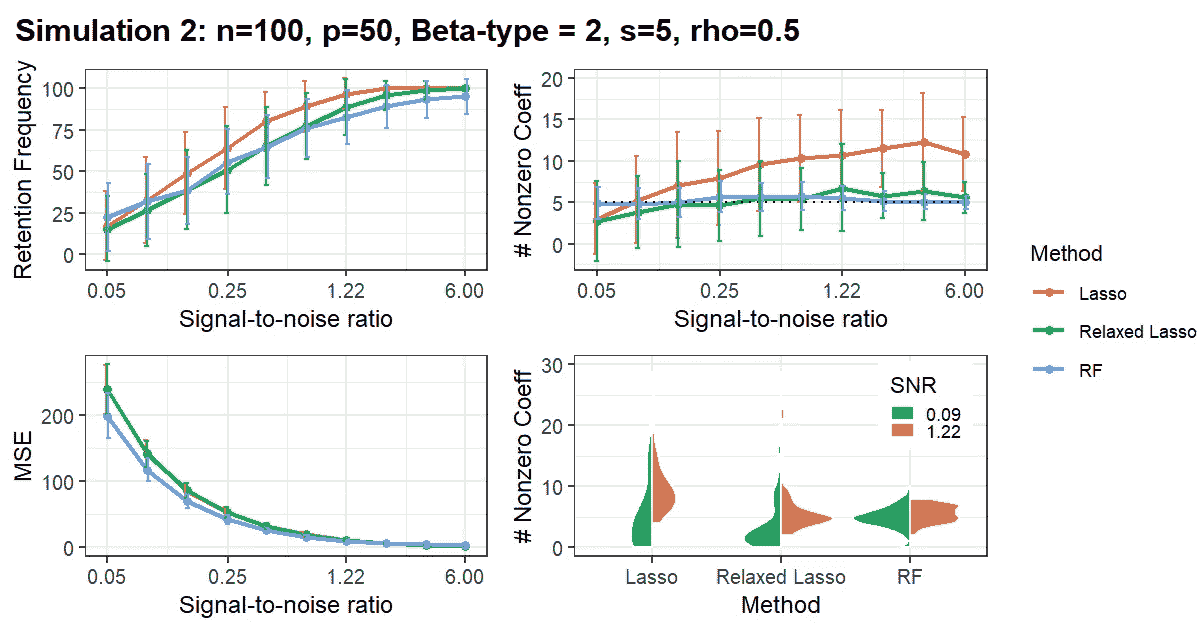 Simulation 2: n=100, p=50, Beta-type = 2, s=5, rho=0.5
Retention Frequency
100
75
50
25
0
0.05 0.25 1.22 6.00
Signal-to-noise ratio
# Nonzero Coeff
20
15
10
5
0
0.05 0.25 1.22 6.00
Signal-to-noise ratio
Method
Lasso
Relaxed Lasso
RF
MSE
200
100
0
0.05 0.25 1.22 6.00
Signal-to-noise ratio
# Nonzero Coeff
30
20
10
0
SNR
0.09
1.22
Lasso Relaxed Lasso RF
Method